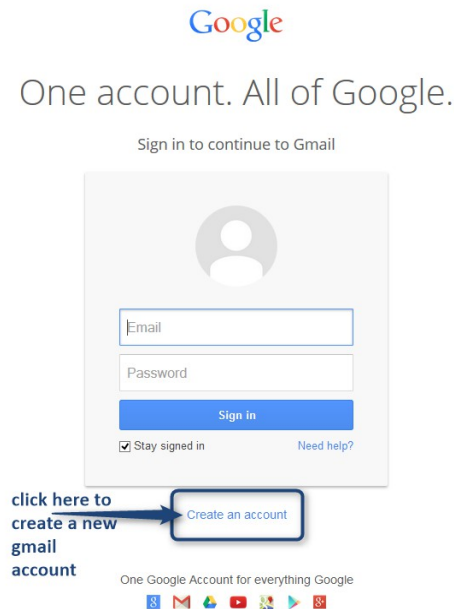 Google
One account. All of Google.
Sign in to continue to Gmail
Email
Password
Sign in
Stay signed in
Need help?
click here to
create a new
gmail
account
Create an account
One Google Account for everything Google